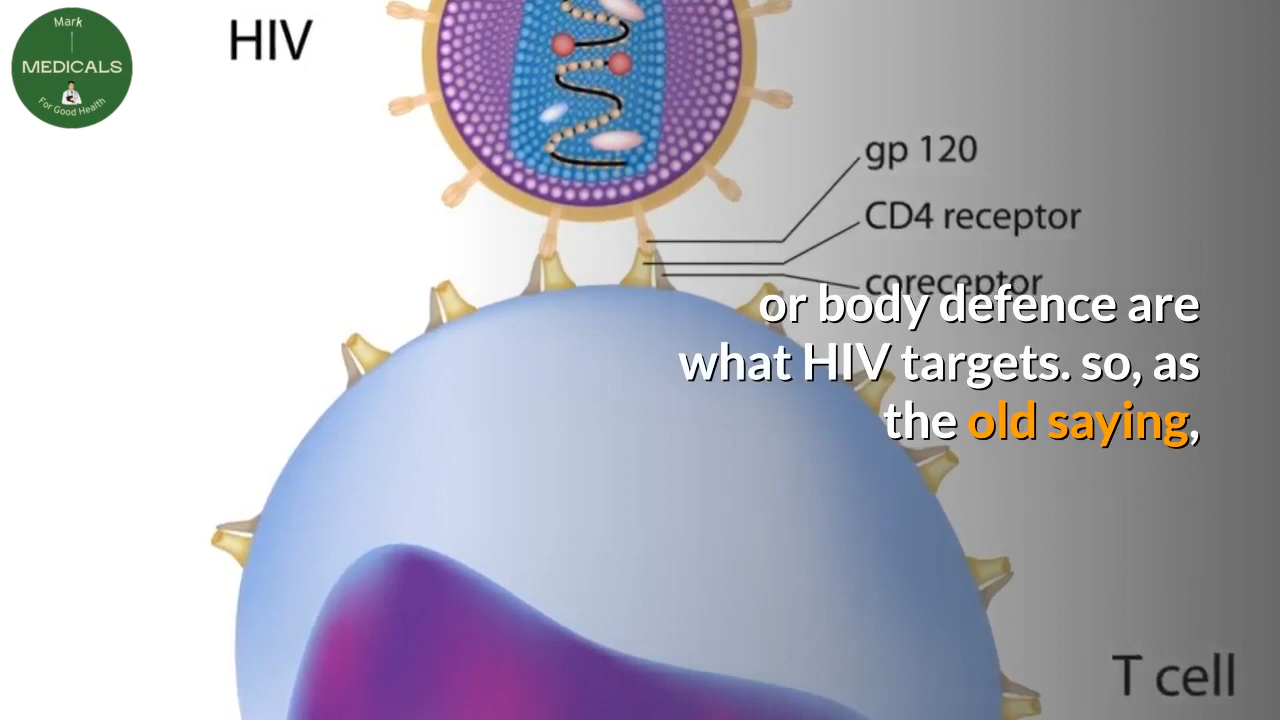 Mark
MEDICALS
For Good Health
HIV
gp 120
CD4 receptor
coreceptor
or body defence are
what HIV targets. so, as
the old saying,
T cell